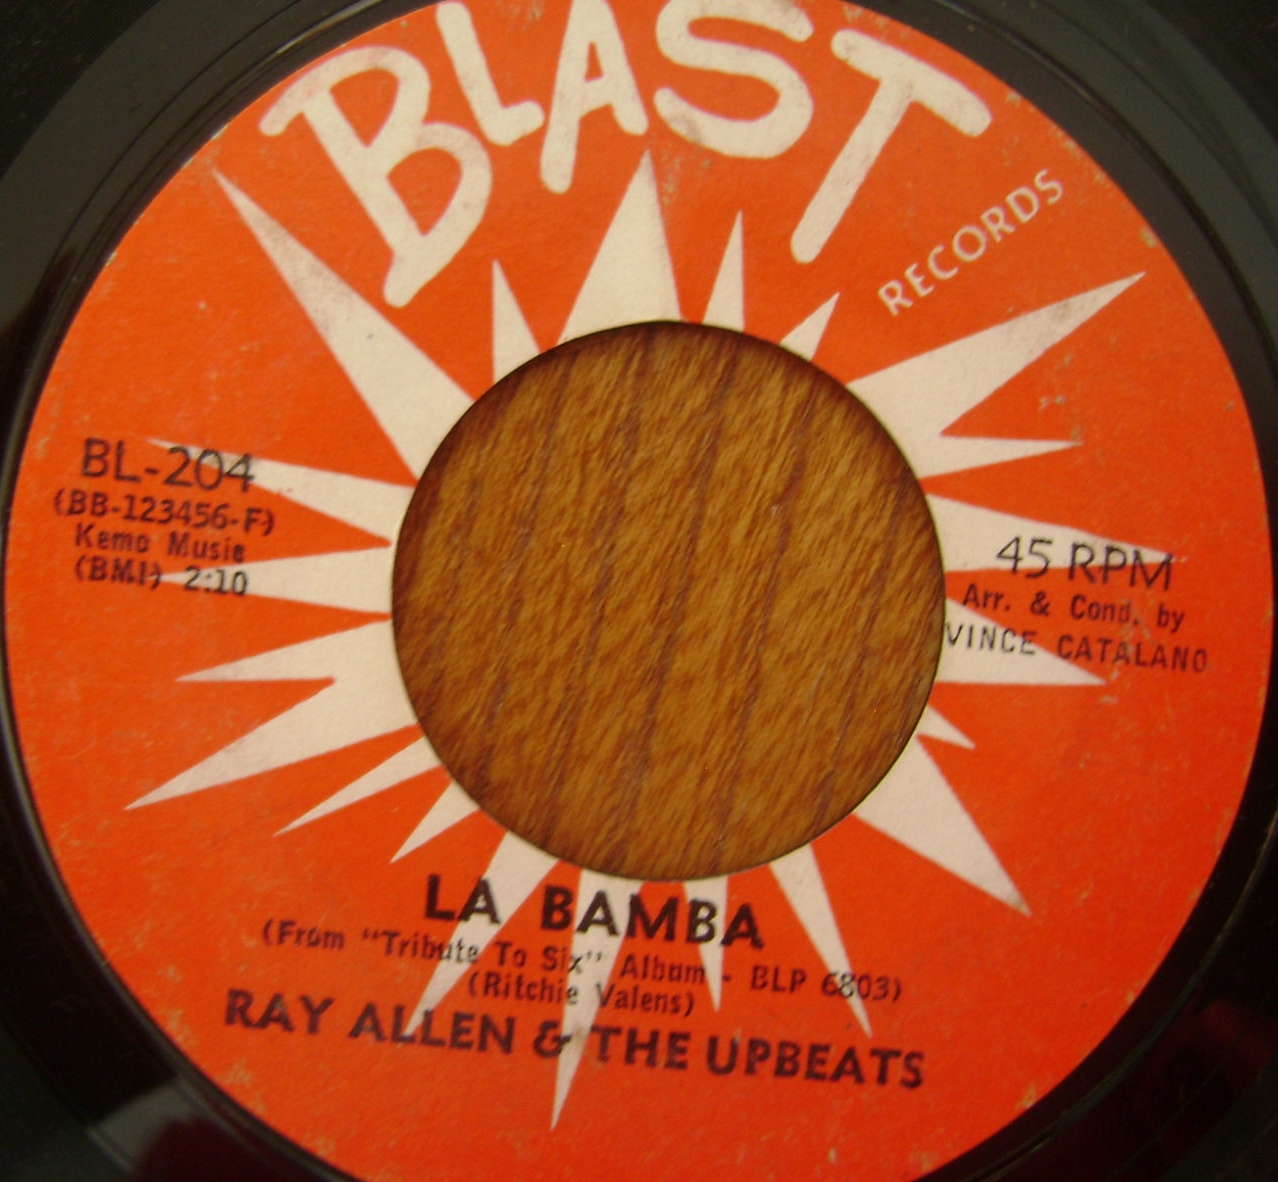 BLAST
RECORDS
BL-204
(BB-123456-F)
Kemo Music
(BMI) 2:10
45 RPM
Arr. & Cond. by
VINCE CATALANO
LA BAMBA
(From "Tribute To Six" Album - BLP 6803)
(Ritchie Valens)
RAY ALLEN & THE UPBEATS